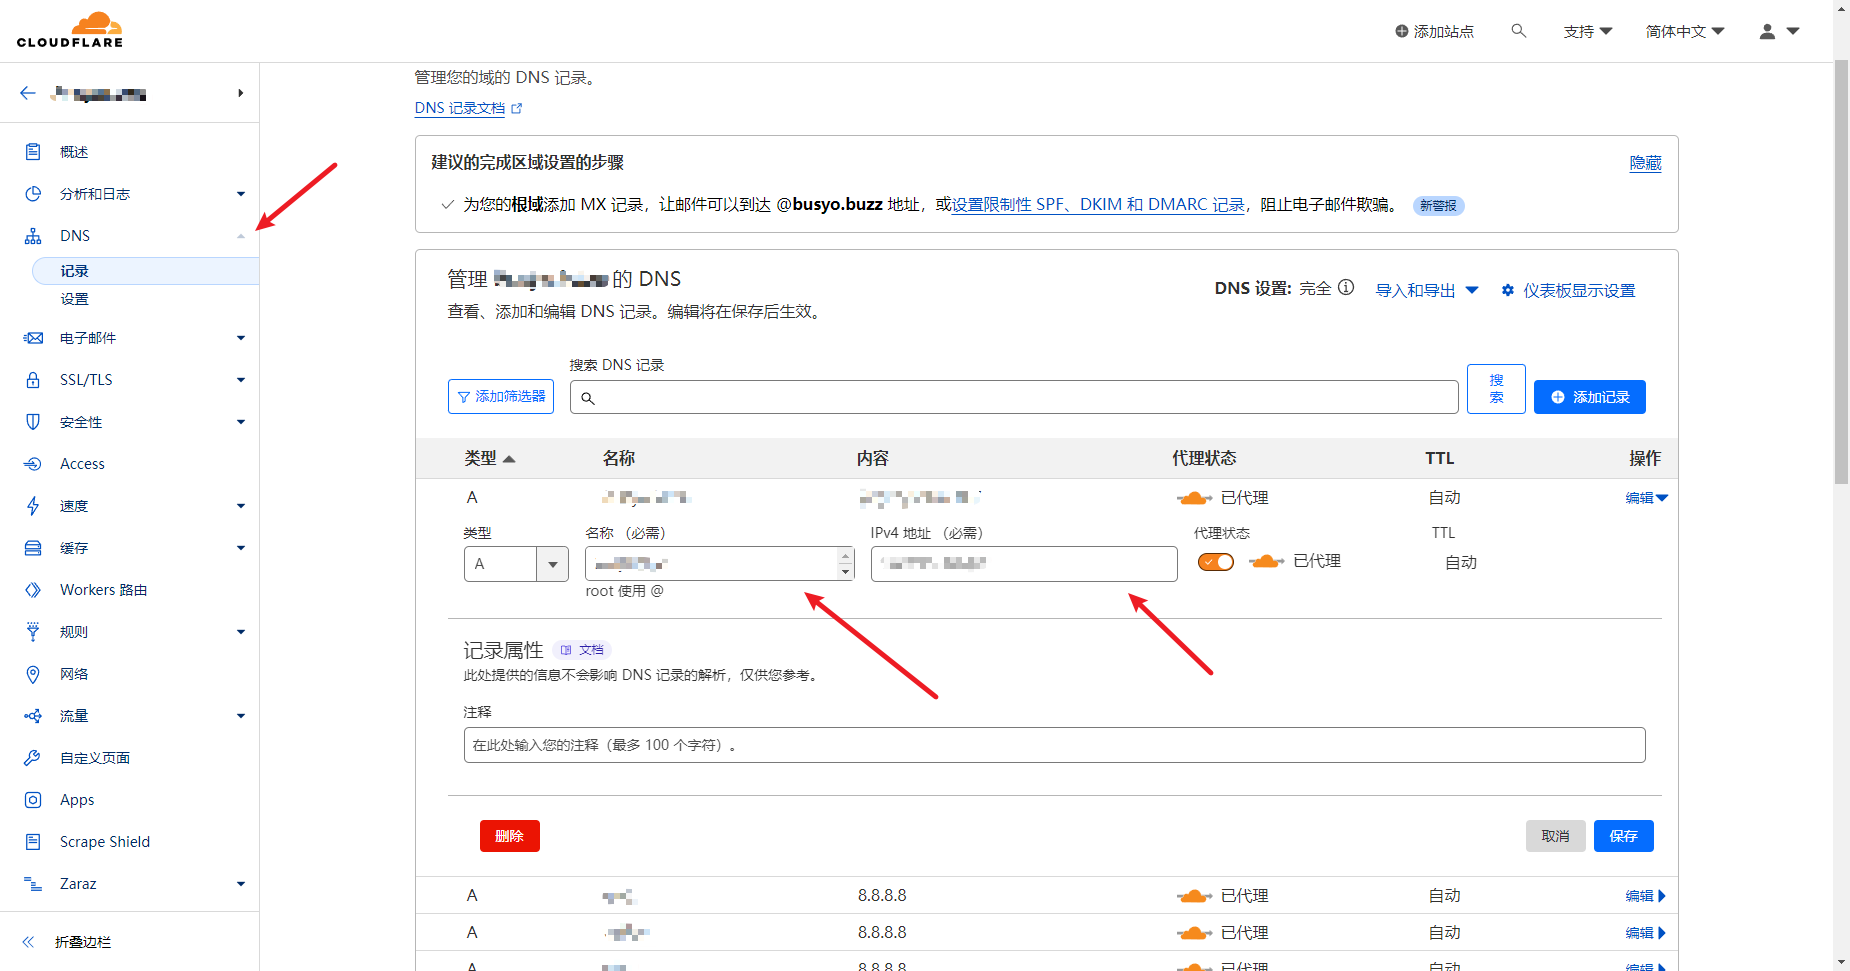 CLOUDFLARE
添加站点
支持
简体中文
概述
分析和日志
DNS
记录
设置
电子邮件
SSL/TLS
安全性
Access
速度
缓存
Workers 路由
规则
网络
流量
自定义页面
Apps
Scrape Shield
Zaraz
折叠边栏
管理您的域的 DNS 记录。
DNS 记录文档
建议的完成区域设置的步骤
隐藏
为您的根域添加 MX 记录，让邮件可以到达 @busyo.buzz 地址，或设置限制性 SPF、DKIM 和 DMARC 记录，阻止电子邮件欺骗。 新警报
管理 的 DNS
查看、添加和编辑 DNS 记录。编辑将在保存后生效。
DNS 设置: 完全
导入和导出
仪表板显示设置
搜索 DNS 记录
添加筛选器
搜索
添加记录
类型 名称 内容 代理状态 TTL 操作
A 已代理 自动 编辑
类型 名称 （必需） IPv4 地址 （必需） 代理状态 TTL
A 已代理 自动
root 使用 @
记录属性 文档
此处提供的信息不会影响 DNS 记录的解析，仅供您参考。
注释
在此处输入您的注释（最多 100 个字符）。
删除 取消 保存
A 8.8.8.8 已代理 自动 编辑
A 8.8.8.8 已代理 自动 编辑
A 8.8.8.8 已代理 自动 编辑